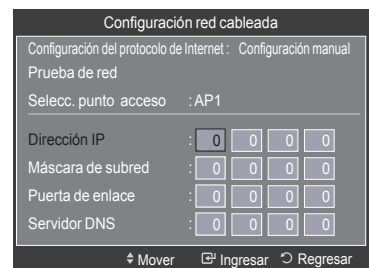 Configuración red cableada
Configuración del protocolo de Internet : Configuración manual
Prueba de red
Selecc. punto acceso : AP1
Dirección IP : 0 0 0 0
Máscara de subred : 0 0 0 0
Puerta de enlace : 0 0 0 0
Servidor DNS : 0 0 0 0
Mover Ingresar Regresar